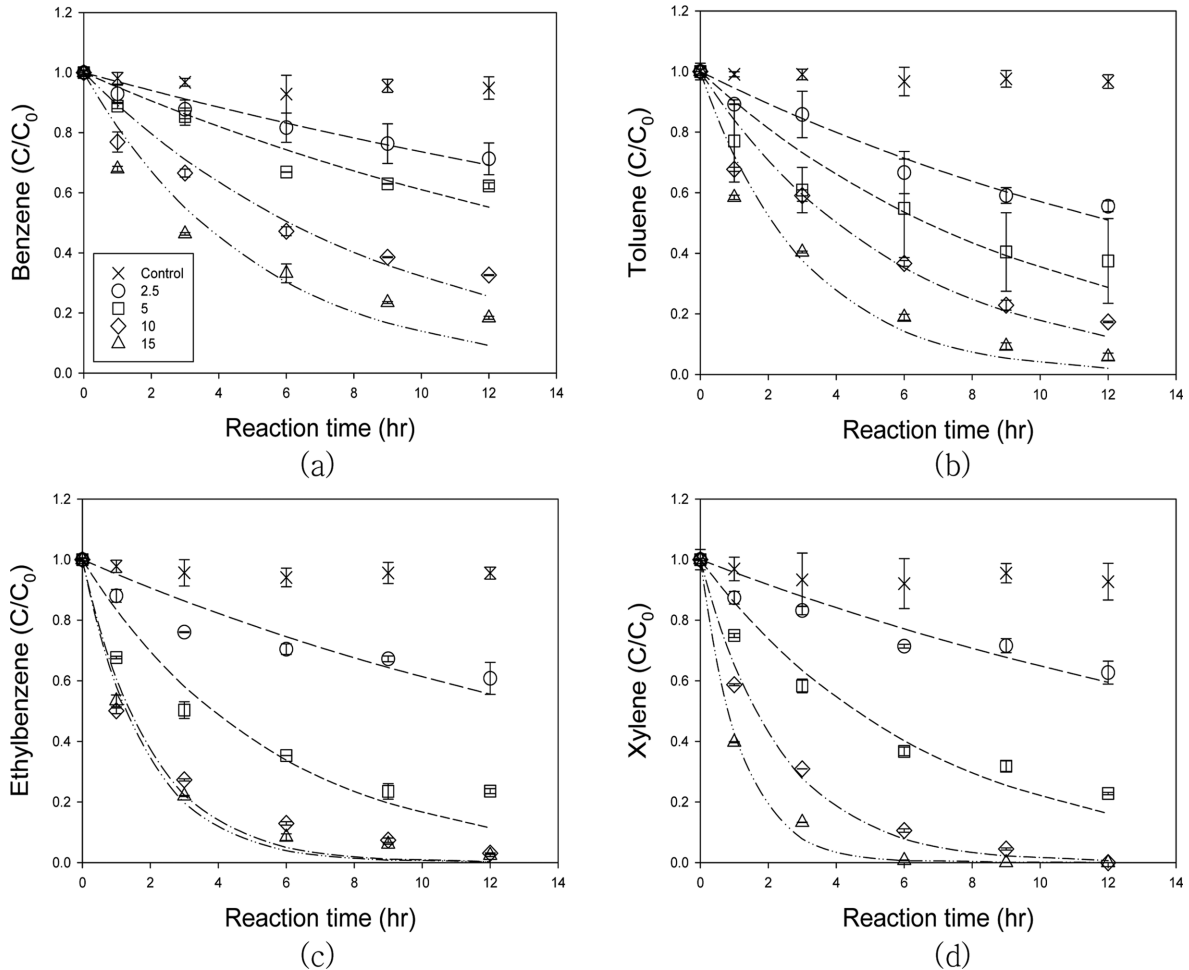 1.2
1.0
0.8
0.6
0.4
0.2
0.0
Benzene (C/C0)
Control
2.5
5
10
15
0 2 4 6 8 10 12 14
Reaction time (hr)
(a)
1.2
1.0
0.8
0.6
0.4
0.2
0.0
Toluene (C/C0)
0 2 4 6 8 10 12 14
Reaction time (hr)
(b)
1.2
1.0
0.8
0.6
0.4
0.2
0.0
Ethylbenzene (C/C0)
0 2 4 6 8 10 12 14
Reaction time (hr)
(c)
1.2
1.0
0.8
0.6
0.4
0.2
0.0
Xylene (C/C0)
0 2 4 6 8 10 12 14
Reaction time (hr)
(d)